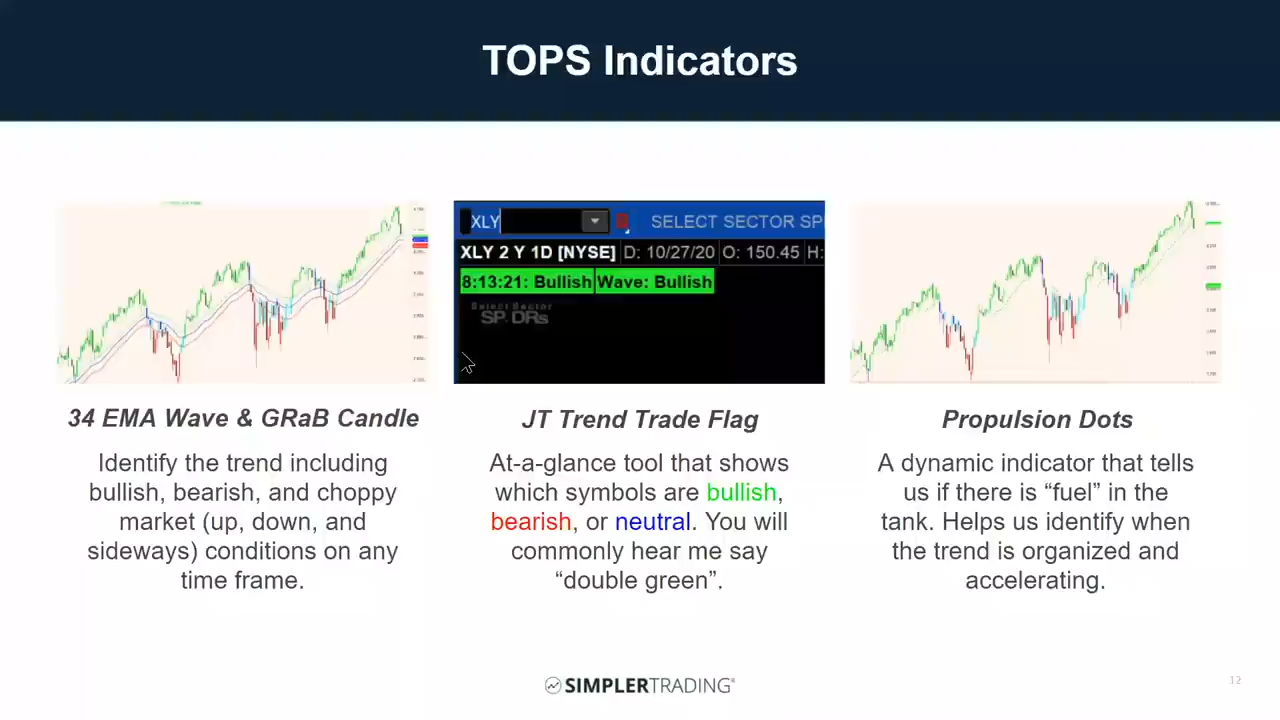 TOPS Indicators
XLY
SELECT SECTOR SP
XLY 2 Y 1D [NYSE] D: 10/27/20 O: 150.45 H:
8:13:21: Bullish Wave: Bullish
Select Sector
SPDRs
34 EMA Wave & GRaB Candle
Identify the trend including
bullish, bearish, and choppy
market (up, down, and
sideways) conditions on any
time frame.
JT Trend Trade Flag
At-a-glance tool that shows
which symbols are bullish,
bearish, or neutral. You will
commonly hear me say
“double green”.
Propulsion Dots
A dynamic indicator that tells
us if there is “fuel” in the
tank. Helps us identify when
the trend is organized and
accelerating.
SIMPLERTRADING
12